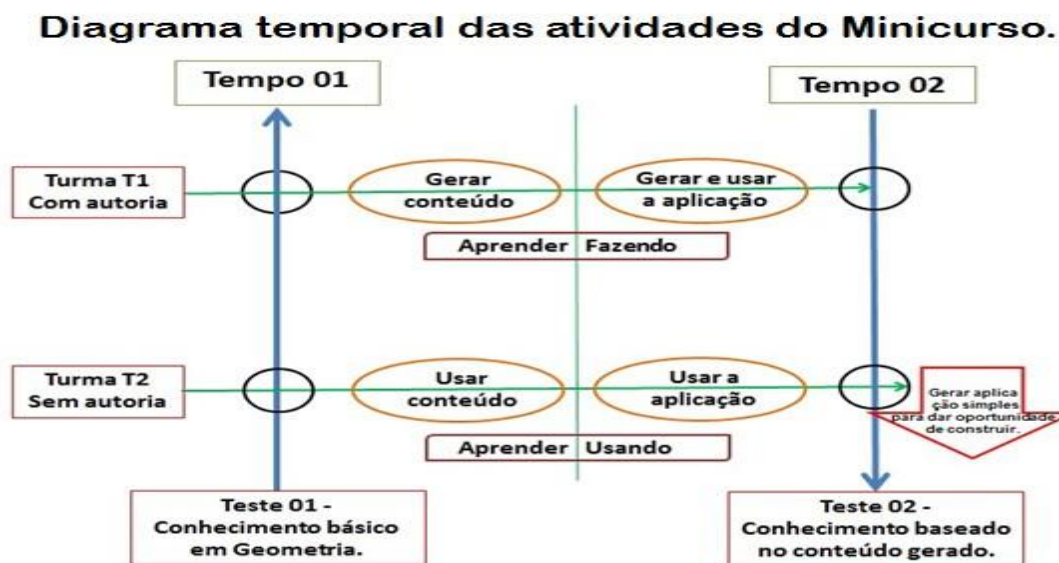 Diagrama temporal das atividades do Minicurso.
Tempo 01
Tempo 02
Turma T1
Com autoria
Gerar
conteúdo
Gerar e usar
a aplicação
Aprender Fazendo
Turma T2
Sem autoria
Usar
conteúdo
Usar a
aplicação
Gerar aplica
ção simples
para dar oportunidade
de construir.
Aprender Usando
Teste 01 -
Conhecimento básico
em Geometria.
Teste 02 -
Conhecimento baseado
no conteúdo gerado.